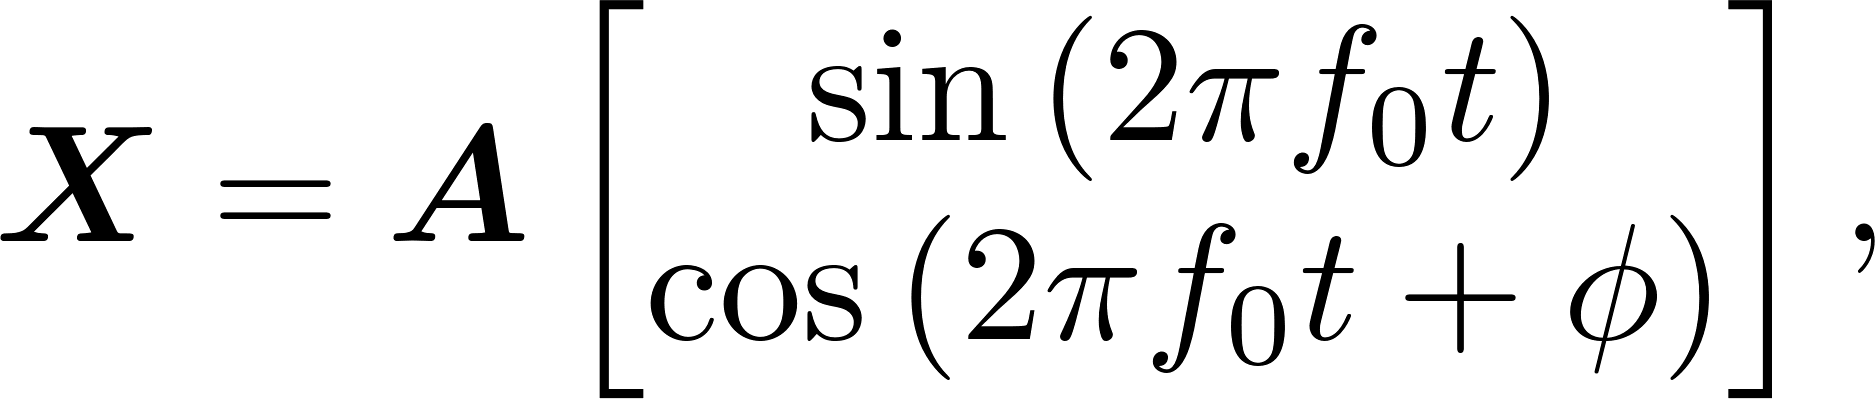 X = A [ sin (2πf₀t)
cos (2πf₀t + ϕ) ] ,